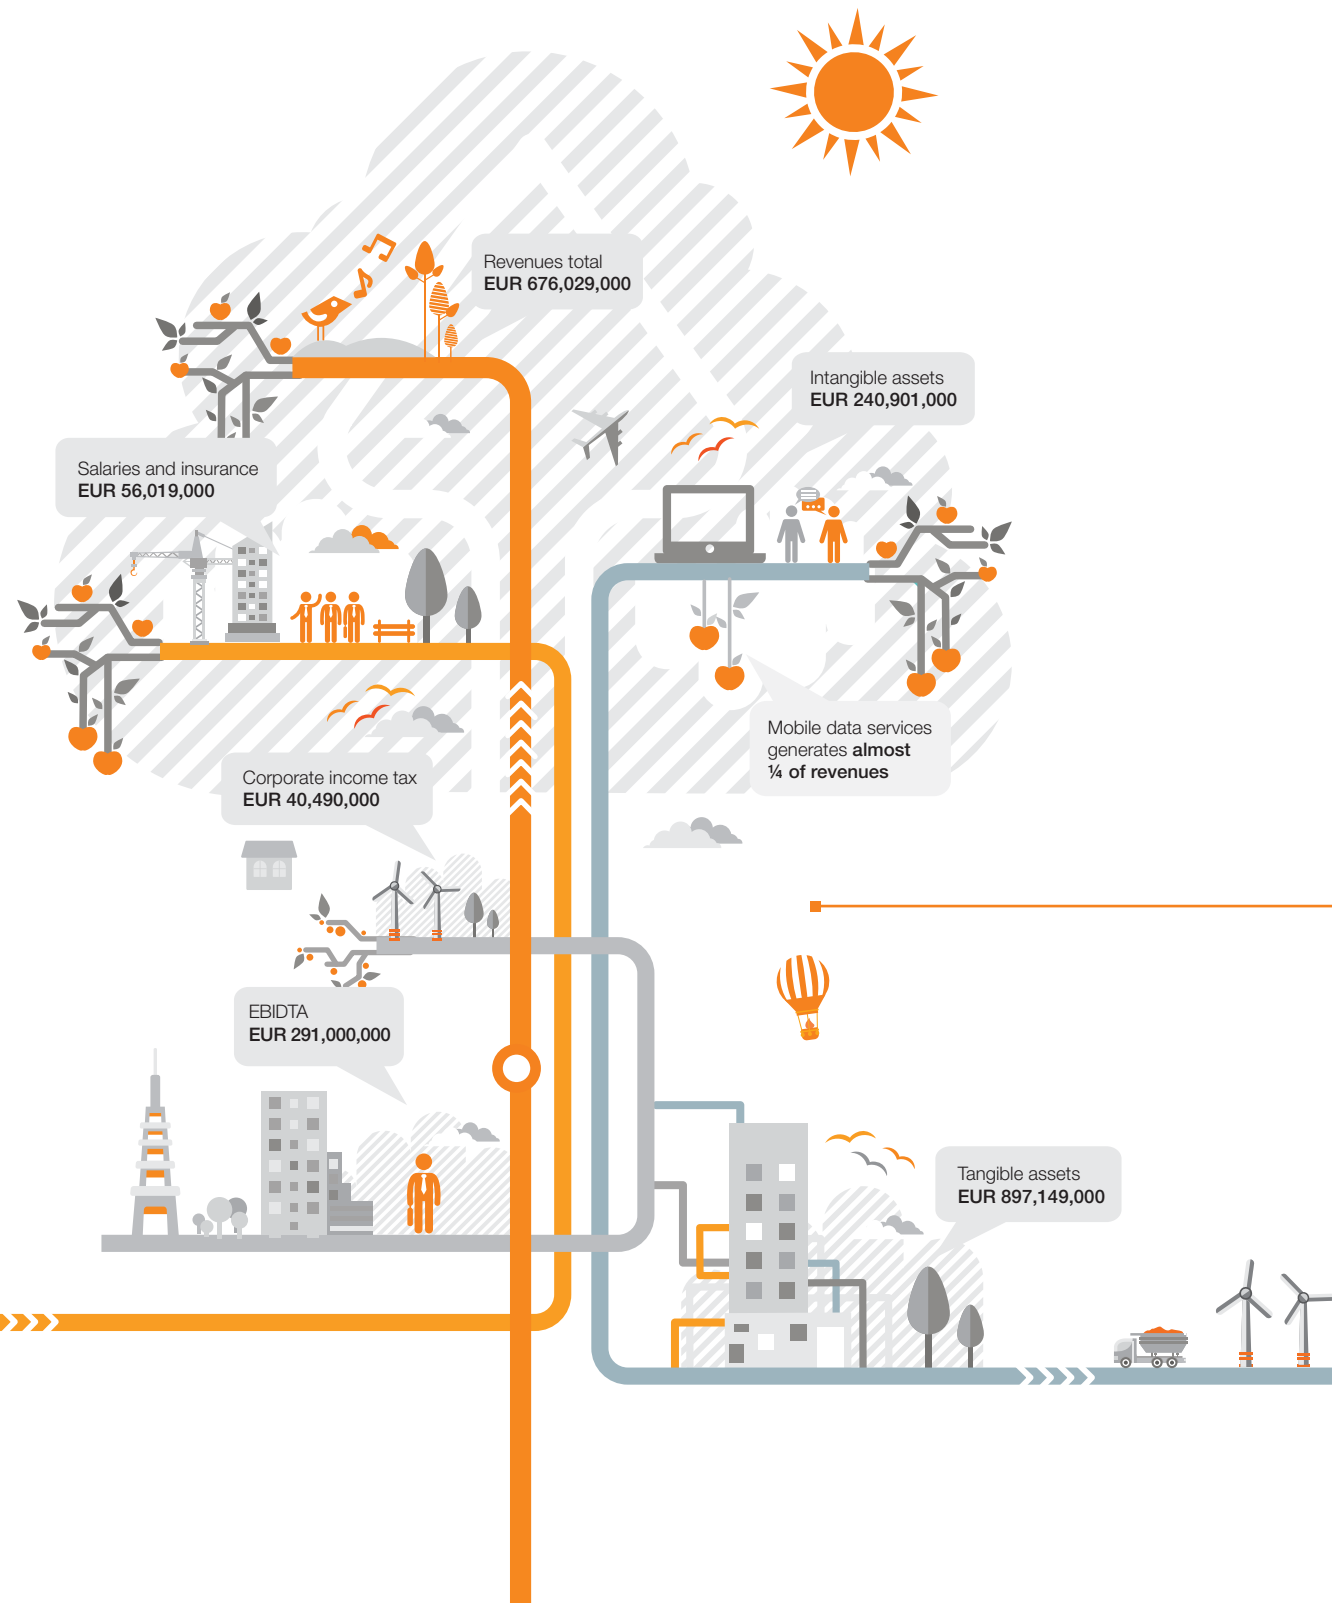 Revenues total
EUR 676,029,000
Intangible assets
EUR 240,901,000
Salaries and insurance
EUR 56,019,000
Mobile data services
generates almost
¼ of revenues
Corporate income tax
EUR 40,490,000
EBIDTA
EUR 291,000,000
Tangible assets
EUR 897,149,000